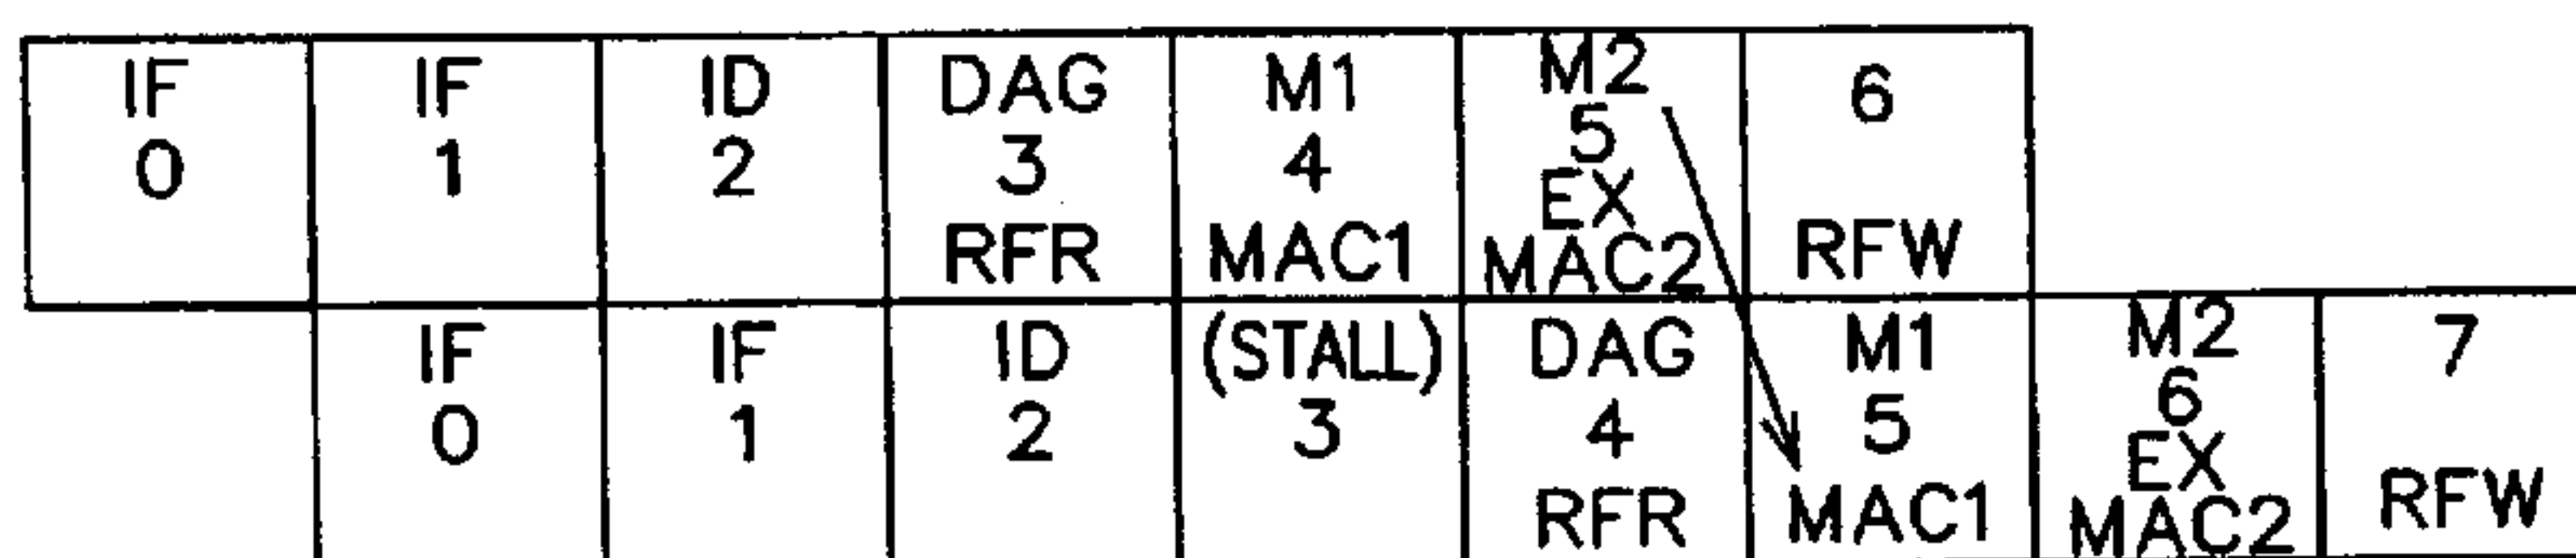 IF IF ID DAG M1 M2 6
0 1 2 3 4 5
EX
RFR MAC1 MAC2 RFW
IF IF ID (STALL) DAG M1 M2 7
0 1 2 3 4 5 6
EX
RFR MAC1 MAC2 RFW